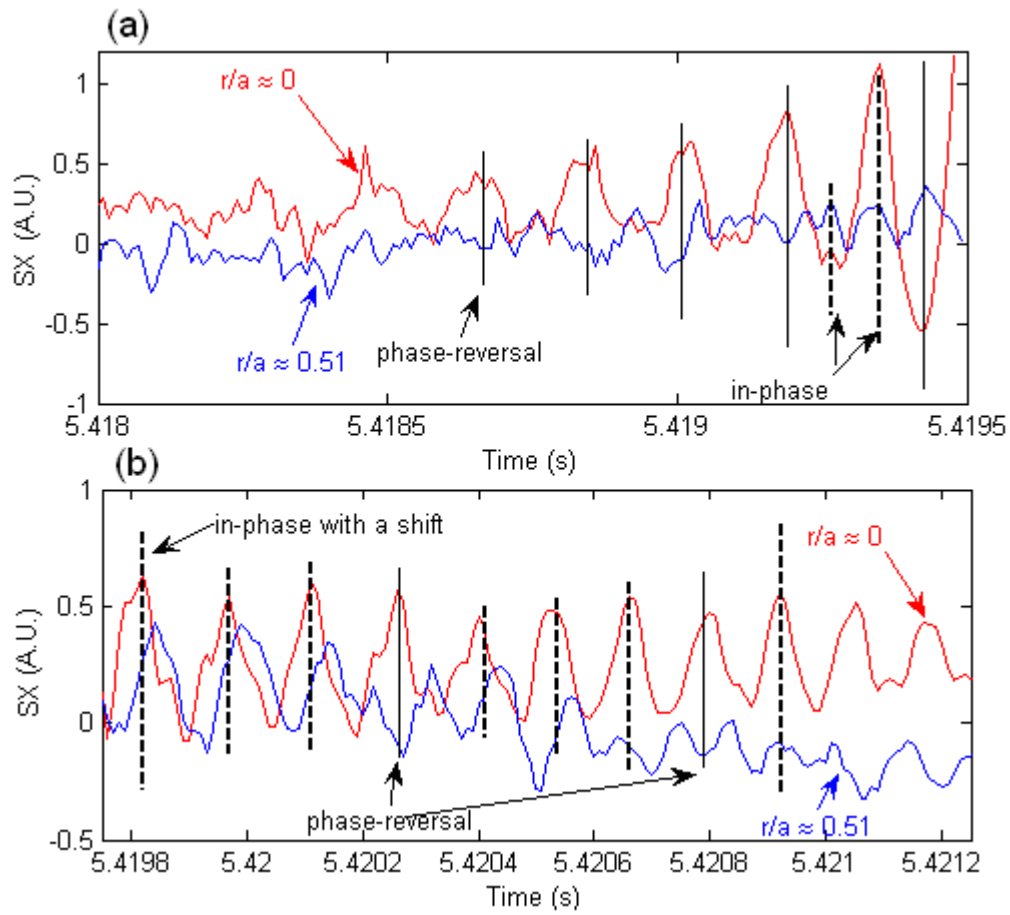 (a)
1
0.5
0
-0.5
-1
SX (A.U.)
r/a ≈ 0
r/a ≈ 0.51
phase-reversal
in-phase
5.418 5.4185 5.419 5.4195
Time (s)
(b)
1
0.5
0
-0.5
SX (A.U.)
in-phase with a shift
r/a ≈ 0
phase-reversal
r/a ≈ 0.51
5.4198 5.42 5.4202 5.4204 5.4206 5.4208 5.421 5.4212
Time (s)